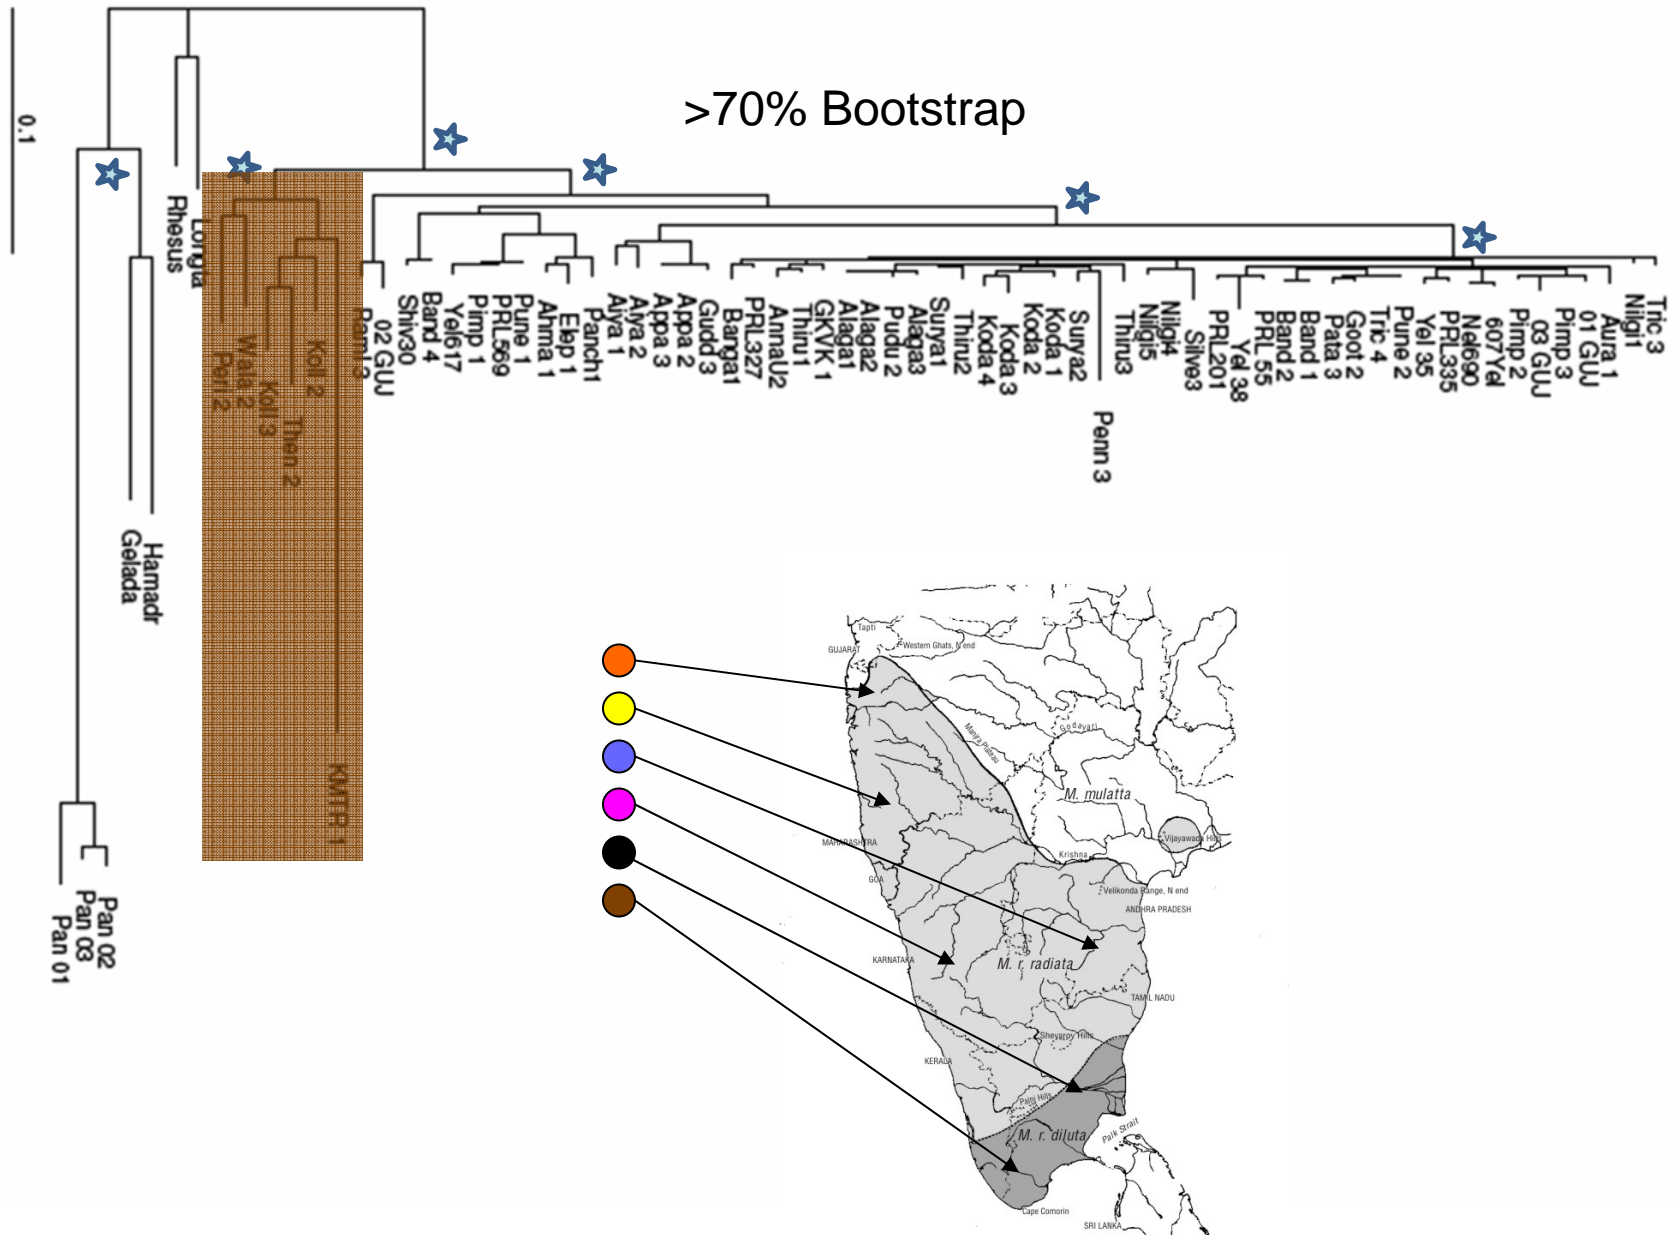 >70% Bootstrap
0.1
Rhesus
Longta
Hamadr
Gelada
Peri 2
Wala 2
Koll 3
Then 2
Koll 2
KMTR 1
Pan 02
Pan 03
Pan 01
Rami 3
02 GUJ
Shiv30
Band 4
Yel617
Pimp 1
PRL569
Pune 1
Ahma 1
Elep 1
Panch1
Aiya 1
Aiya 2
Appa 3
Appa 2
Gudd 3
Banga1
PRL327
AnnaU2
Thiru1
GKVK 1
Alaga1
Alaga2
Pudu 2
Alaga3
Surya1
Thiru2
Koda 4
Koda 3
Koda 2
Koda 1
Surya2
Penn 3
Thiru3
Nilgi5
Nilgi4
Silve3
PRL201
Yel 38
PRL 55
Band 2
Band 1
Paba 3
Goot 2
Tric 4
Pune 2
Yel 35
PRL335
Nel690
607Yel
Pimp 2
03 GUJ
Pimp 3
01 GUJ
Aura 1
Nilgi1
Tric 3
Tapti
GUJARAT
Western Ghats, N end
Manjra Plateau
Godavari
M. mulatta
MAHARASHTRA
Vijayawada Hills
Krishna
GOA
Velikonda Range, N end
ANDHRA PRADESH
KARNATAKA
M. r. radiata
TAMIL NADU
Shevaroy Hills
KERALA
Palni Hills
M. r. diluta
Palk Strait
Cape Comorin
SRI LANKA